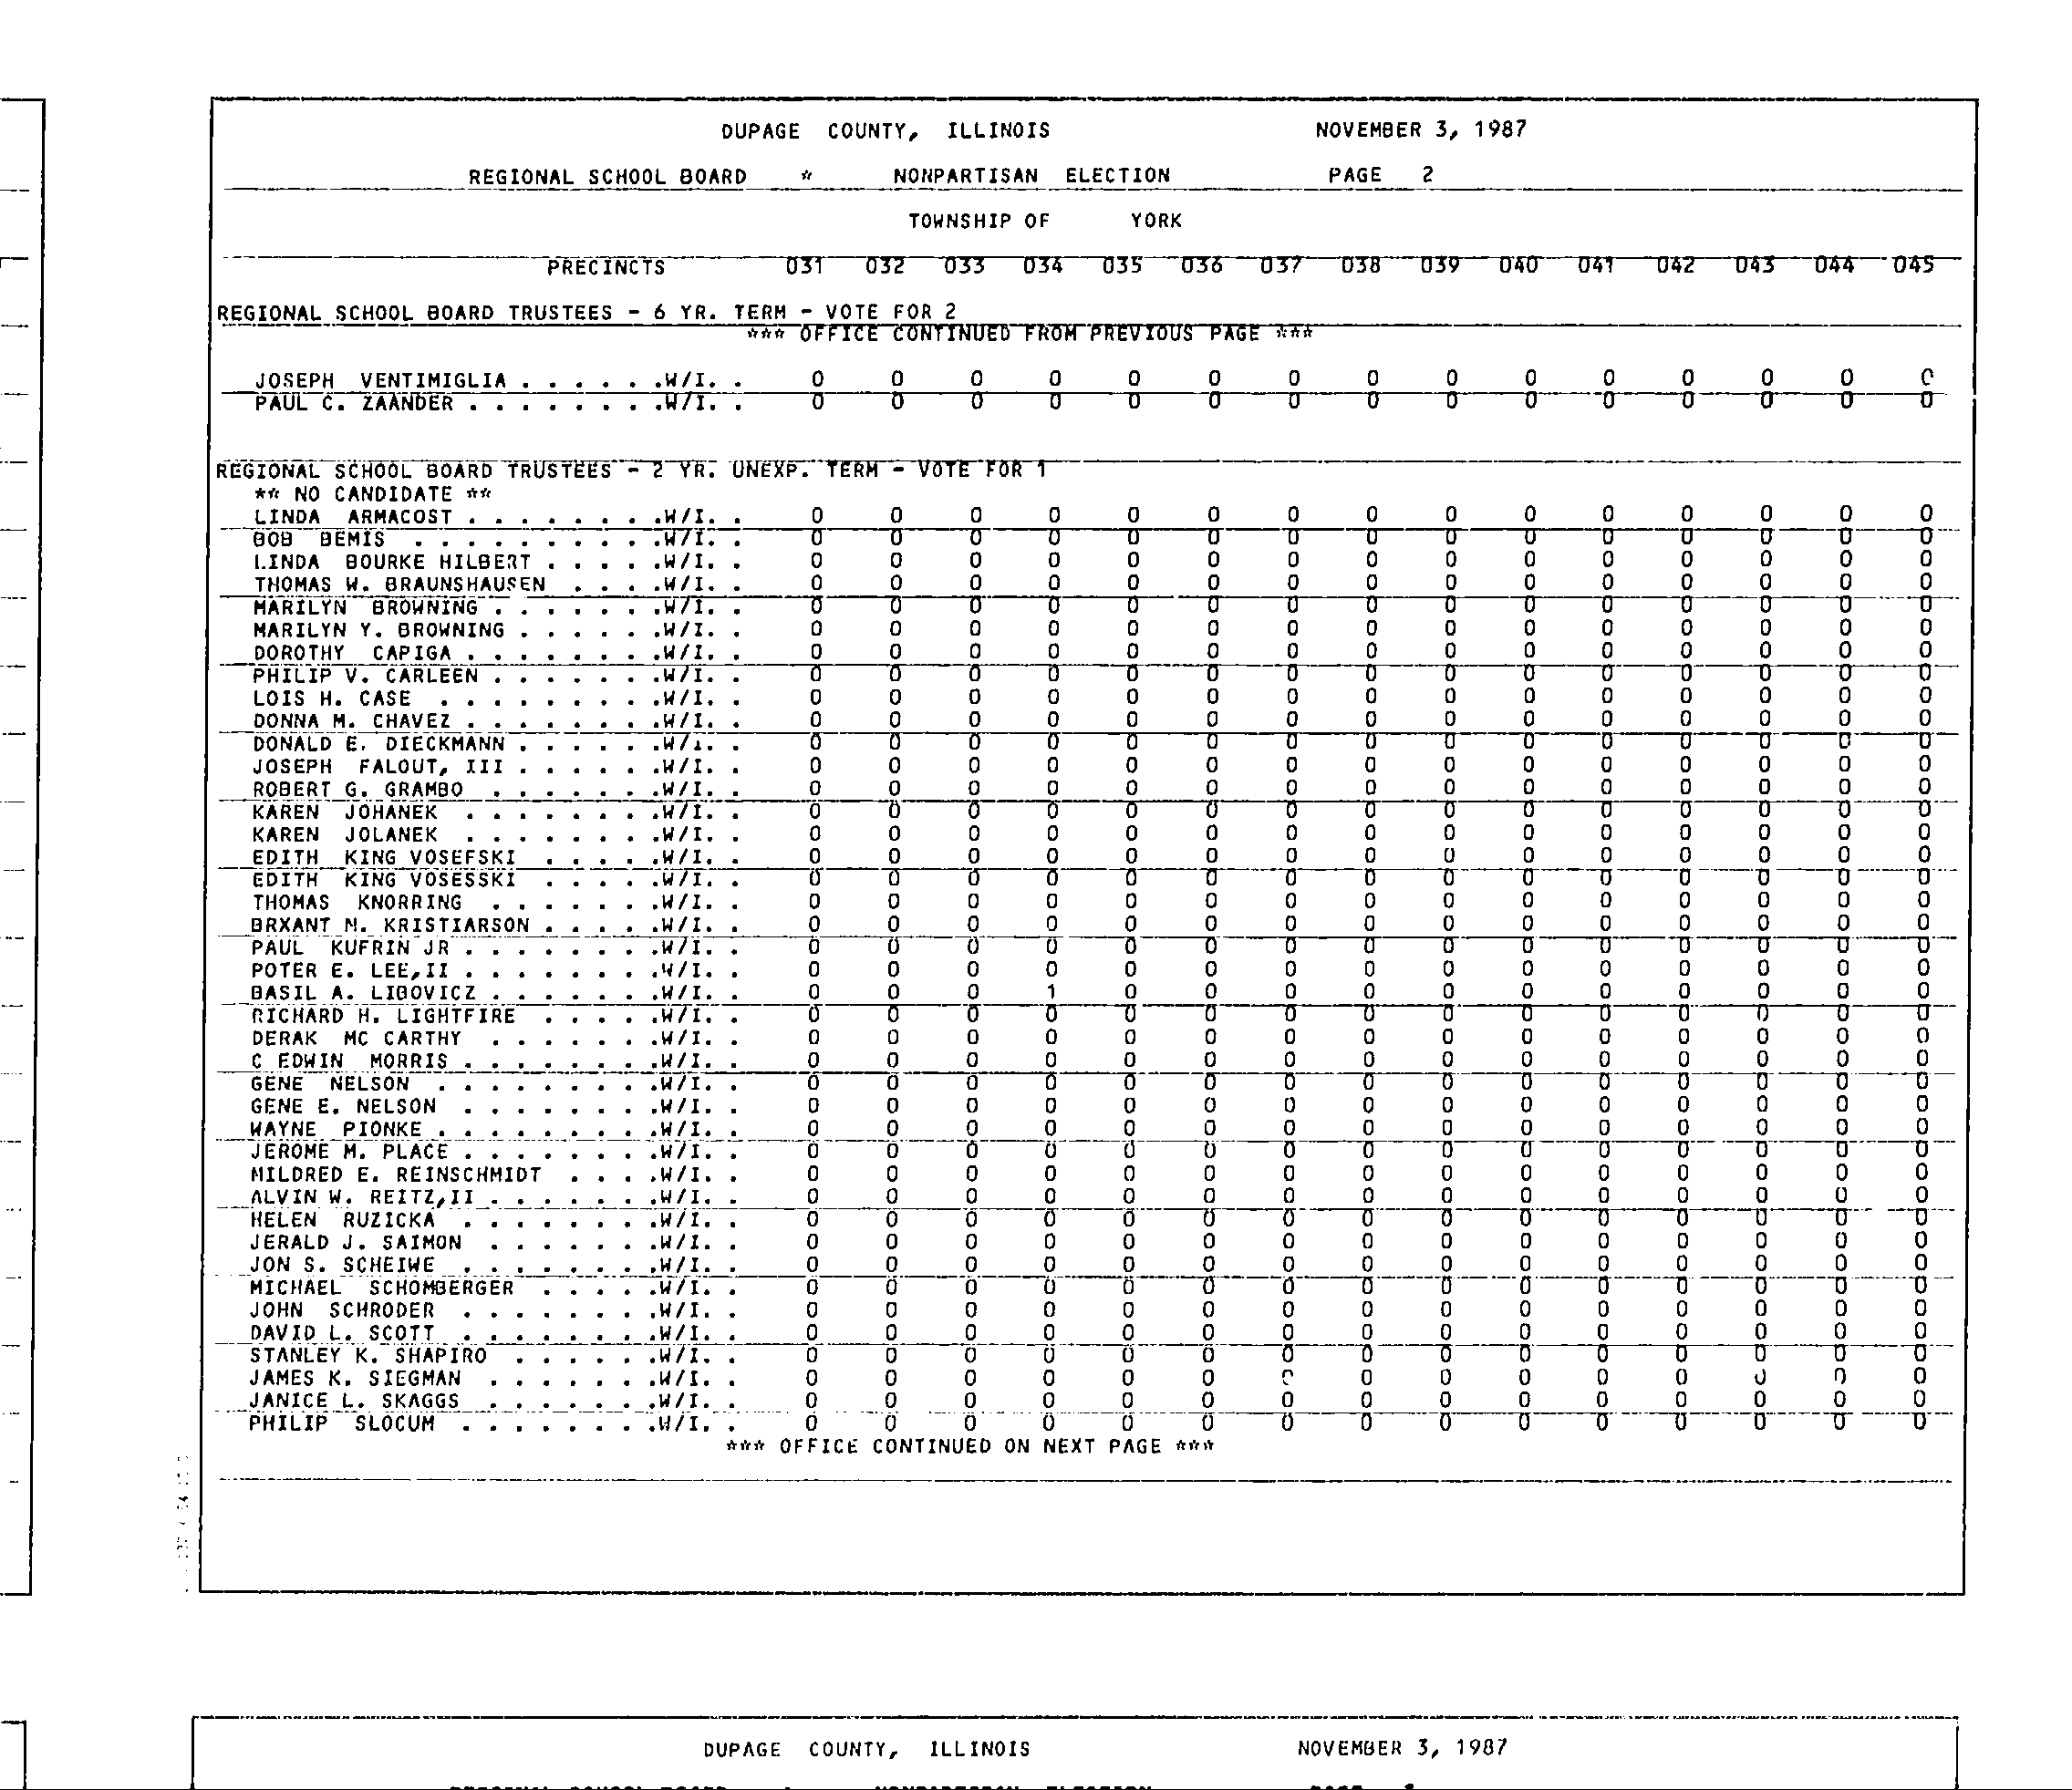 DUPAGE COUNTY, ILLINOIS NOVEMBER 3, 1987
REGIONAL SCHOOL BOARD * NONPARTISAN ELECTION PAGE 2
TOWNSHIP OF YORK
PRECINCTS 031 032 033 034 035 036 037 038 039 040 041 042 043 044 045
REGIONAL SCHOOL BOARD TRUSTEES - 6 YR. TERM - VOTE FOR 2
*** OFFICE CONTINUED FROM PREVIOUS PAGE ***
JOSEPH VENTIMIGLIA . . . . . .W/I. . 0 0 0 0 0 0 0 0 0 0 0 0 0 0 0
PAUL C. ZAANDER . . . . . . . .W/I. . 0 0 0 0 0 0 0 0 0 0 0 0 0 0 0
REGIONAL SCHOOL BOARD TRUSTEES - 2 YR. UNEXP. TERM - VOTE FOR 1
** NO CANDIDATE **
LINDA ARMACOST . . . . . . . .W/I. . 0 0 0 0 0 0 0 0 0 0 0 0 0 0 0
BOB BEMIS . . . . . . . . . .W/I. . 0 0 0 0 0 0 0 0 0 0 0 0 0 0 0
LINDA BOURKE HILBERT . . . . .W/I. . 0 0 0 0 0 0 0 0 0 0 0 0 0 0 0
THOMAS W. BRAUNSHAUSEN . . . .W/I. . 0 0 0 0 0 0 0 0 0 0 0 0 0 0 0
MARILYN BROWNING . . . . . . .W/I. . 0 0 0 0 0 0 0 0 0 0 0 0 0 0 0
MARILYN Y. BROWNING . . . . . .W/I. . 0 0 0 0 0 0 0 0 0 0 0 0 0 0 0
DOROTHY CAPIGA . . . . . . . .W/I. . 0 0 0 0 0 0 0 0 0 0 0 0 0 0 0
PHILIP V. CARLEEN . . . . . . .W/I. . 0 0 0 0 0 0 0 0 0 0 0 0 0 0 0
LOIS H. CASE . . . . . . . . .W/I. . 0 0 0 0 0 0 0 0 0 0 0 0 0 0 0
DONNA M. CHAVEZ . . . . . . . .W/I. . 0 0 0 0 0 0 0 0 0 0 0 0 0 0 0
DONALD E. DIECKMANN . . . . . .W/I. . 0 0 0 0 0 0 0 0 0 0 0 0 0 0 0
JOSEPH FALOUT, III . . . . . .W/I. . 0 0 0 0 0 0 0 0 0 0 0 0 0 0 0
ROBERT G. GRAMBO . . . . . . .W/I. . 0 0 0 0 0 0 0 0 0 0 0 0 0 0 0
KAREN JOHANEK . . . . . . . .W/I. . 0 0 0 0 0 0 0 0 0 0 0 0 0 0 0
KAREN JOLANEK . . . . . . . .W/I. . 0 0 0 0 0 0 0 0 0 0 0 0 0 0 0
EDITH KING VOSEFSKI . . . . .W/I. . 0 0 0 0 0 0 0 0 0 0 0 0 0 0 0
EDITH KING VOSESSKI . . . . .W/I. . 0 0 0 0 0 0 0 0 0 0 0 0 0 0 0
THOMAS KNORRING . . . . . . .W/I. . 0 0 0 0 0 0 0 0 0 0 0 0 0 0 0
BRXANT M. KRISTIARSON . . . . .W/I. . 0 0 0 0 0 0 0 0 0 0 0 0 0 0 0
PAUL KUFRIN JR . . . . . . . .W/I. . 0 0 0 0 0 0 0 0 0 0 0 0 0 0 0
POTER E. LEE,II . . . . . . . .W/I. . 0 0 0 0 0 0 0 0 0 0 0 0 0 0 0
BASIL A. LIBOVICZ . . . . . . .W/I. . 0 0 0 1 0 0 0 0 0 0 0 0 0 0 0
RICHARD H. LIGHTFIRE . . . . .W/I. . 0 0 0 0 0 0 0 0 0 0 0 0 0 0 0
DERAK MC CARTHY . . . . . . .W/I. . 0 0 0 0 0 0 0 0 0 0 0 0 0 0 0
C EDWIN MORRIS . . . . . . . .W/I. . 0 0 0 0 0 0 0 0 0 0 0 0 0 0 0
GENE NELSON . . . . . . . . .W/I. . 0 0 0 0 0 0 0 0 0 0 0 0 0 0 0
GENE E. NELSON . . . . . . . .W/I. . 0 0 0 0 0 0 0 0 0 0 0 0 0 0 0
WAYNE PIONKE . . . . . . . . .W/I. . 0 0 0 0 0 0 0 0 0 0 0 0 0 0 0
JEROME M. PLACE . . . . . . . .W/I. . 0 0 0 0 0 0 0 0 0 0 0 0 0 0 0
MILDRED E. REINSCHMIDT . . . .W/I. . 0 0 0 0 0 0 0 0 0 0 0 0 0 0 0
ALVIN W. REITZ,II . . . . . . .W/I. . 0 0 0 0 0 0 0 0 0 0 0 0 0 0 0
HELEN RUZICKA . . . . . . . .W/I. . 0 0 0 0 0 0 0 0 0 0 0 0 0 0 0
JERALD J. SAIMON . . . . . . .W/I. . 0 0 0 0 0 0 0 0 0 0 0 0 0 0 0
JON S. SCHEIWE . . . . . . . .W/I. . 0 0 0 0 0 0 0 0 0 0 0 0 0 0 0
MICHAEL SCHOMBERGER . . . . .W/I. . 0 0 0 0 0 0 0 0 0 0 0 0 0 0 0
JOHN SCHRODER . . . . . . . .W/I. . 0 0 0 0 0 0 0 0 0 0 0 0 0 0 0
DAVID L. SCOTT . . . . . . . .W/I. . 0 0 0 0 0 0 0 0 0 0 0 0 0 0 0
STANLEY K. SHAPIRO . . . . . .W/I. . 0 0 0 0 0 0 0 0 0 0 0 0 0 0 0
JAMES K. SIEGMAN . . . . . . .W/I. . 0 0 0 0 0 0 0 0 0 0 0 0 0 0 0
JANICE L. SKAGGS . . . . . . .W/I. . 0 0 0 0 0 0 0 0 0 0 0 0 0 0 0
PHILIP SLOCUM . . . . . . . .W/I. . 0 0 0 0 0 0 0 0 0 0 0 0 0 0 0
*** OFFICE CONTINUED ON NEXT PAGE ***
DUPAGE COUNTY, ILLINOIS NOVEMBER 3, 1987